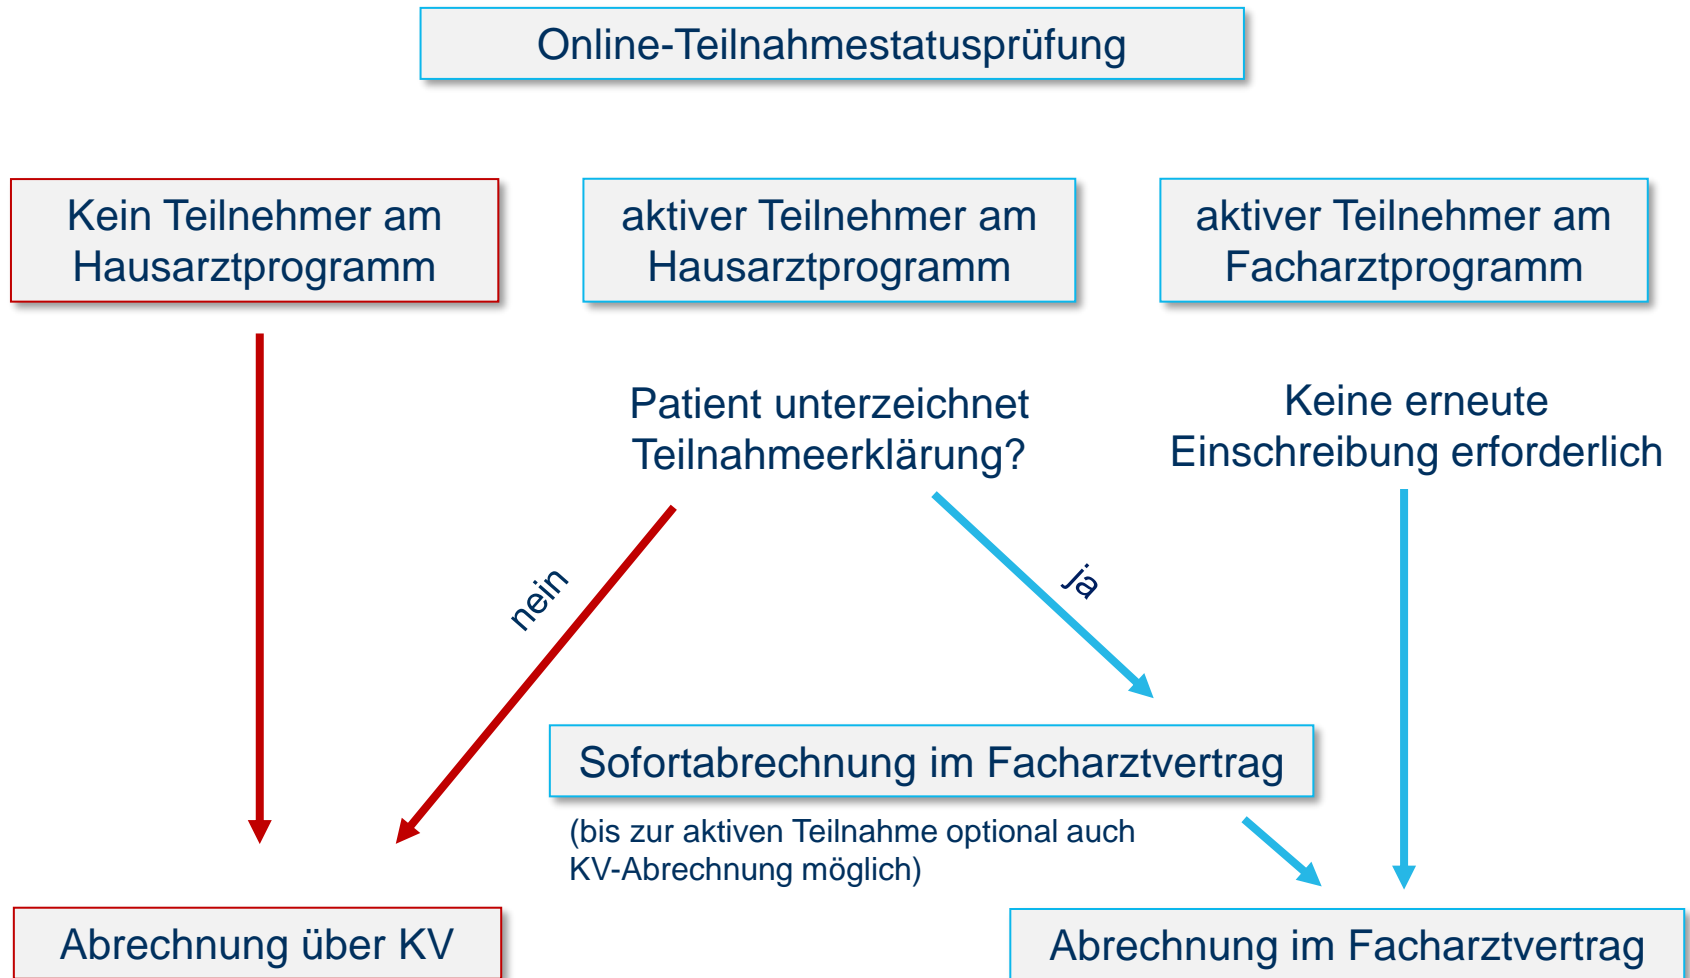 Online-Teilnahmestatusprüfung
Kein Teilnehmer am
Hausarztprogramm
aktiver Teilnehmer am
Hausarztprogramm
aktiver Teilnehmer am
Facharztprogramm
Patient unterzeichnet
Teilnahmeerklärung?
Keine erneute
Einschreibung erforderlich
nein
ja
Sofortabrechnung im Facharztvertrag
(bis zur aktiven Teilnahme optional auch
KV-Abrechnung möglich)
Abrechnung über KV
Abrechnung im Facharztvertrag